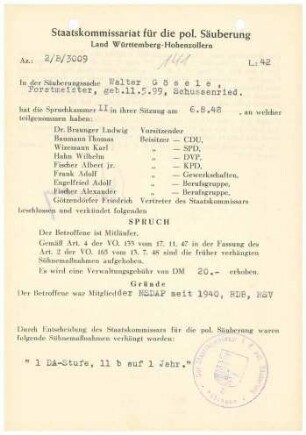 Staatskommissariat für die pol. Säuberung
Land Württemberg-Hohenzollern
Az.: 2/B/3009 L: 42
In der Säuberungssache Walter Gösele,
Forstmeister, geb.11.5.99, Schussenried.
hat die Spruchkammer II in ihrer Sitzung am 6.8.48 , an welcher
teilgenommen haben:
Dr. Braunger Ludwig Vorsitzender
Baumann Thomas Beisitzer — CDU,
Wizemann Karl „ — SPD,
Hahn Wilhelm „ — DVP,
Fischer Albert jr. „ — KPD,
Frank Adolf „ — Gewerkschaften,
Engelfried Adolf „ — Berufsgruppe,
Fischer Alexander „ — Berufsgruppe,
Götzendörfer Friedrich Vertreter des Staatskommissars
beschlossen und verkündet folgenden
SPRUCH
Der Betroffene ist Mitläufer.
Gemäß Art. 4 der VO. 133 vom 17. 11. 47 in der Fassung des
Art. 2 der VO. 165 vom 13. 7. 48 sind die früher verhängten
Sühnemaßnahmen aufgehoben.
Es wird eine Verwaltungsgebühr von DM 20,- erhoben.
Gründe
Der Betroffene war Mitglied der NSDAP seit 1940, RDB, NSV
Durch Entscheidung des Staatskommissars für die pol. Säuberung waren
folgende Sühnemaßnahmen verhängt worden:
"1 DA-Stufe, 11 b auf 1 Jahr."